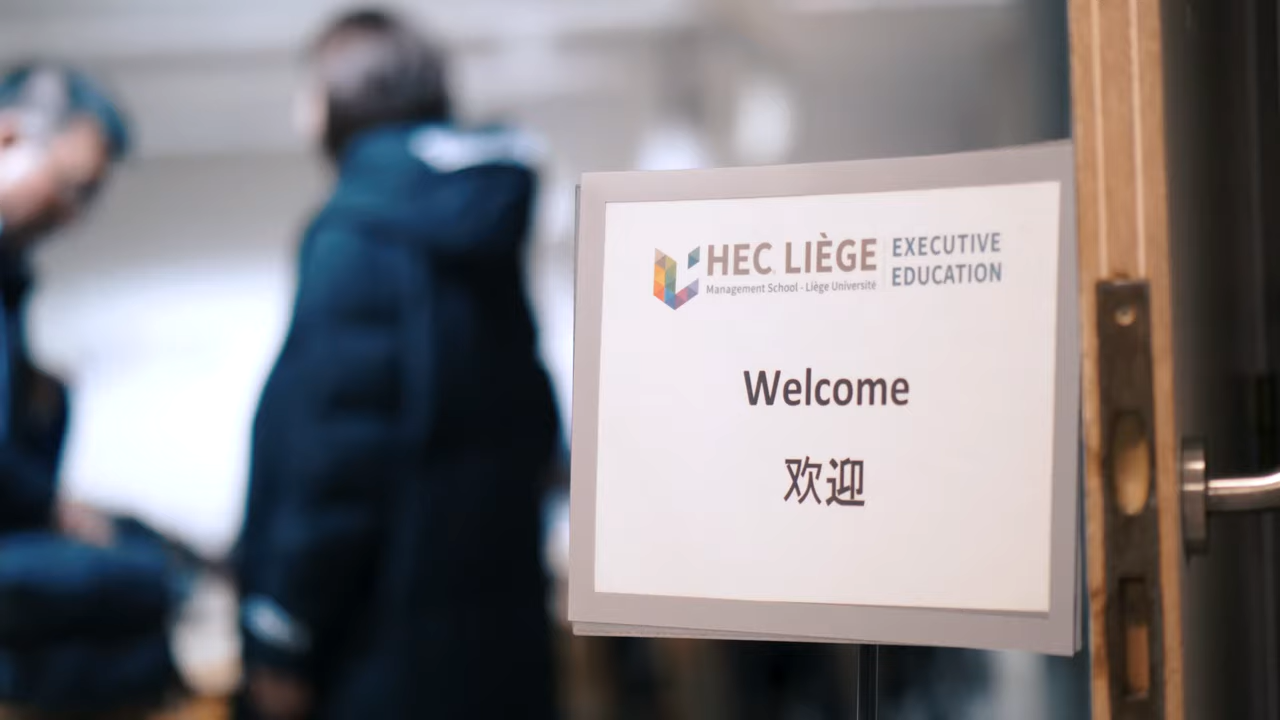 HEC LIÈGE
Management School - Liège Université
EXECUTIVE
EDUCATION
Welcome
欢迎